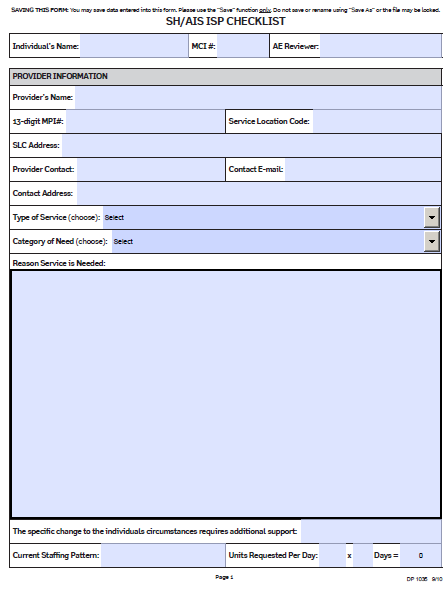 SAVING THIS FORM: You may save data entered into this form. Please use the "Save" function only. Do not save or rename using "Save As" or the file may be locked.
SH/AIS ISP CHECKLIST
Individual's Name: MCI #: AE Reviewer:
PROVIDER INFORMATION
Provider's Name:
13-digit MPI#: Service Location Code:
SLC Address:
Provider Contact: Contact E-mail:
Contact Address:
Type of Service (choose): Select
Category of Need (choose): Select
Reason Service is Needed:
The specific change to the individuals circumstances requires additional support:
Current Staffing Pattern: Units Requested Per Day: x Days = 0
Page 1 DP 1035 9/10